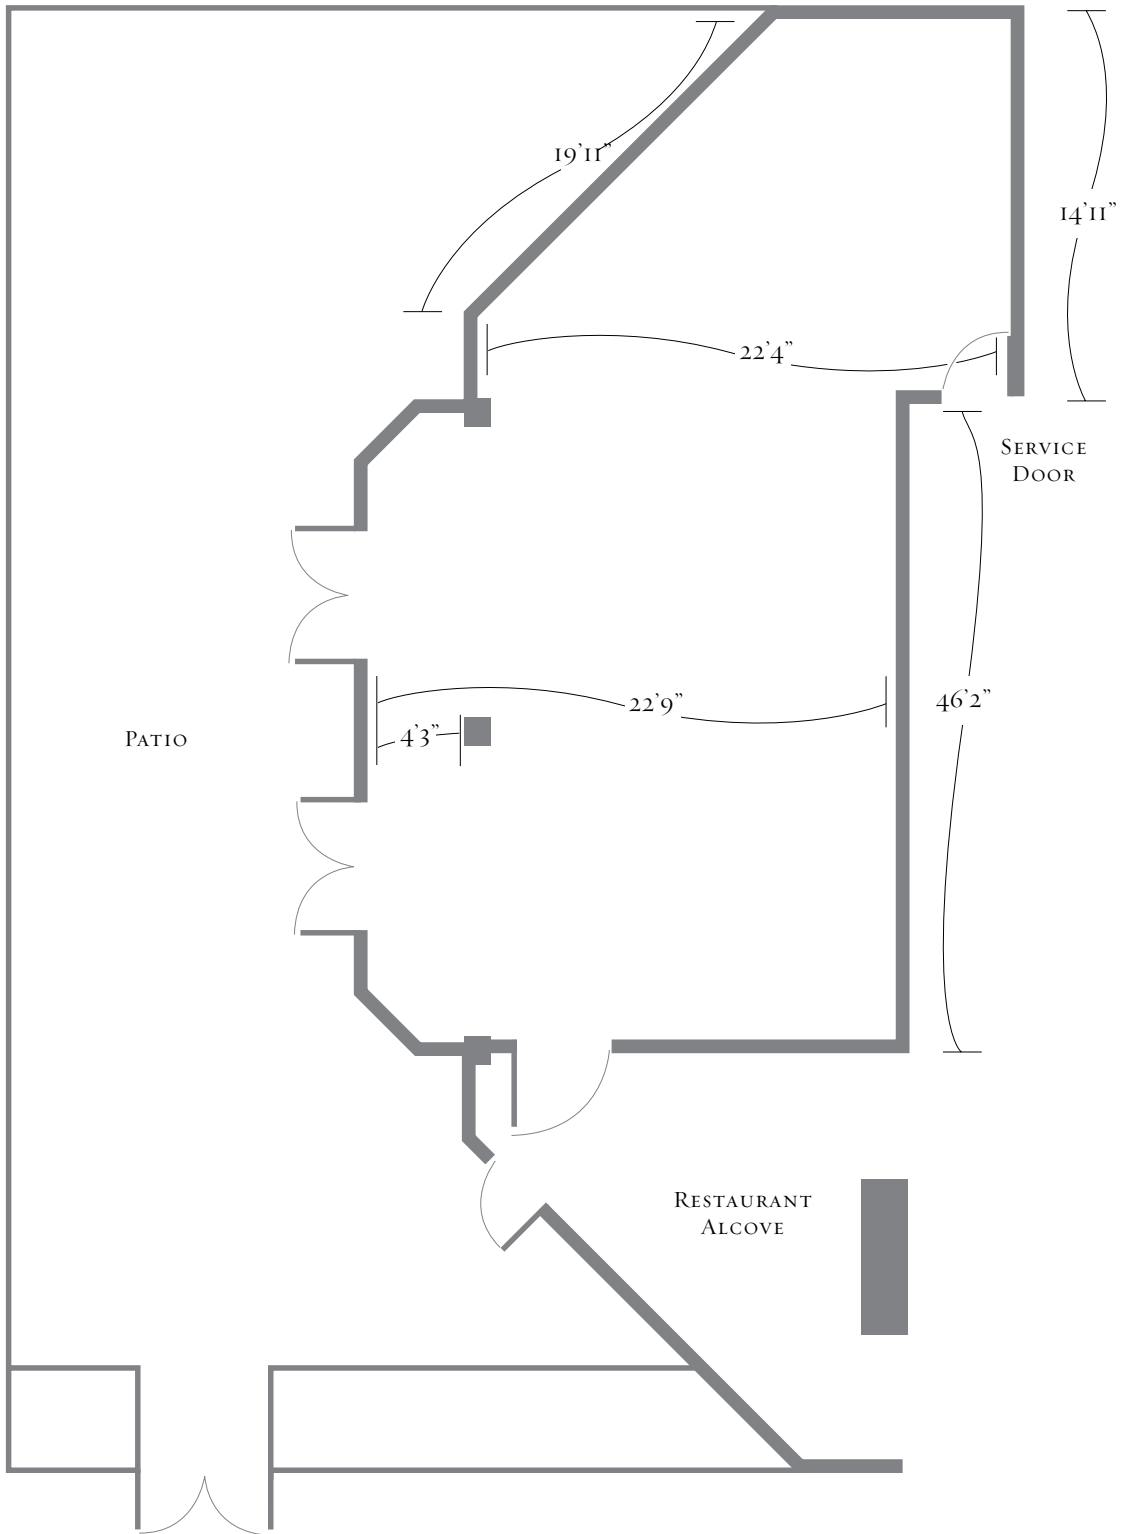 19’11”
14’11”
22’4”
Service
Door
22’9”
46’2”
4’3”
Patio
Restaurant
Alcove